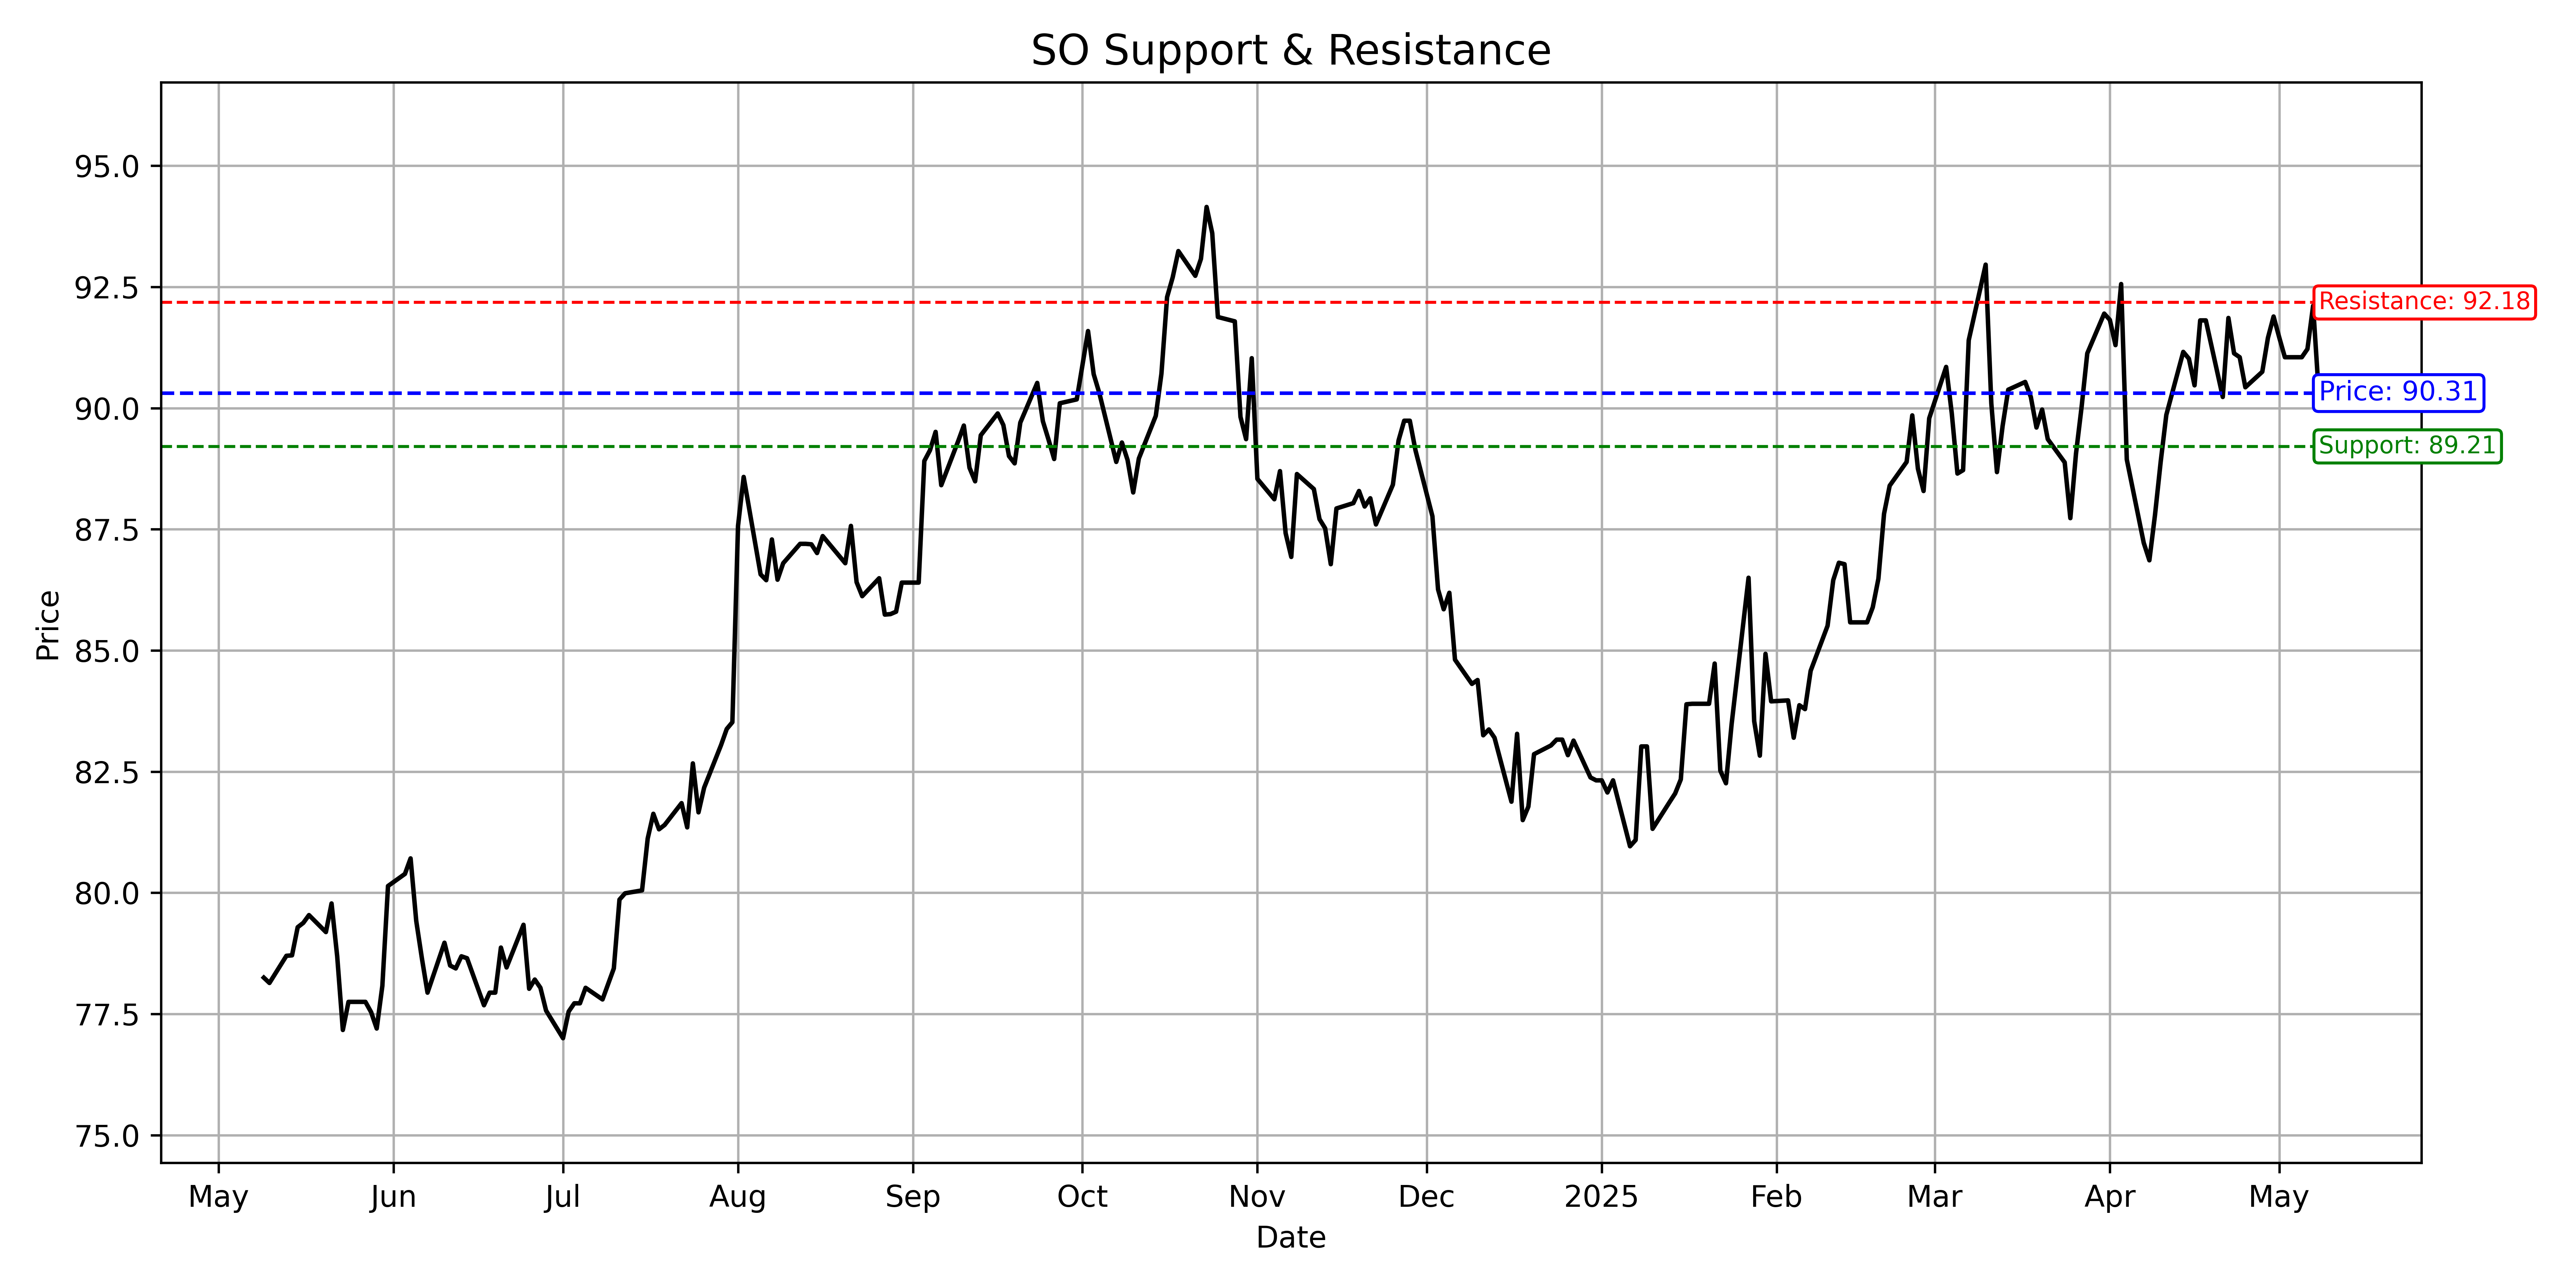 SO Support & Resistance
95.0
92.5
90.0
87.5
85.0
82.5
80.0
77.5
75.0
Price
Resistance: 92.18
Price: 90.31
Support: 89.21
May
Jun
Jul
Aug
Sep
Oct
Nov
Dec
2025
Feb
Mar
Apr
May
Date